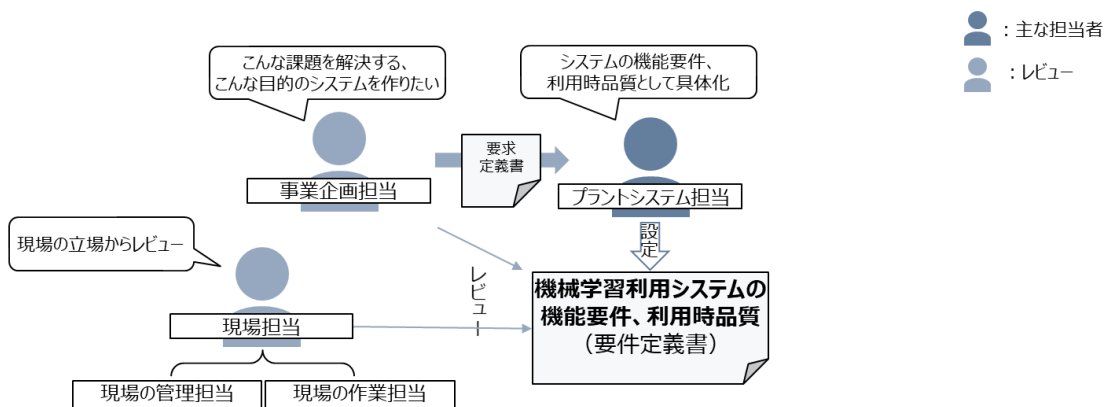 ：主な担当者
：レビュー
こんな課題を解決する、
こんな目的のシステムを作りたい
システムの機能要件、
利用時品質として具体化
要求
定義書
事業企画担当
プラントシステム担当
設定
現場の立場からレビュー
レビュー
現場担当
機械学習利用システムの
機能要件、利用時品質
（要件定義書）
現場の管理担当
現場の作業担当